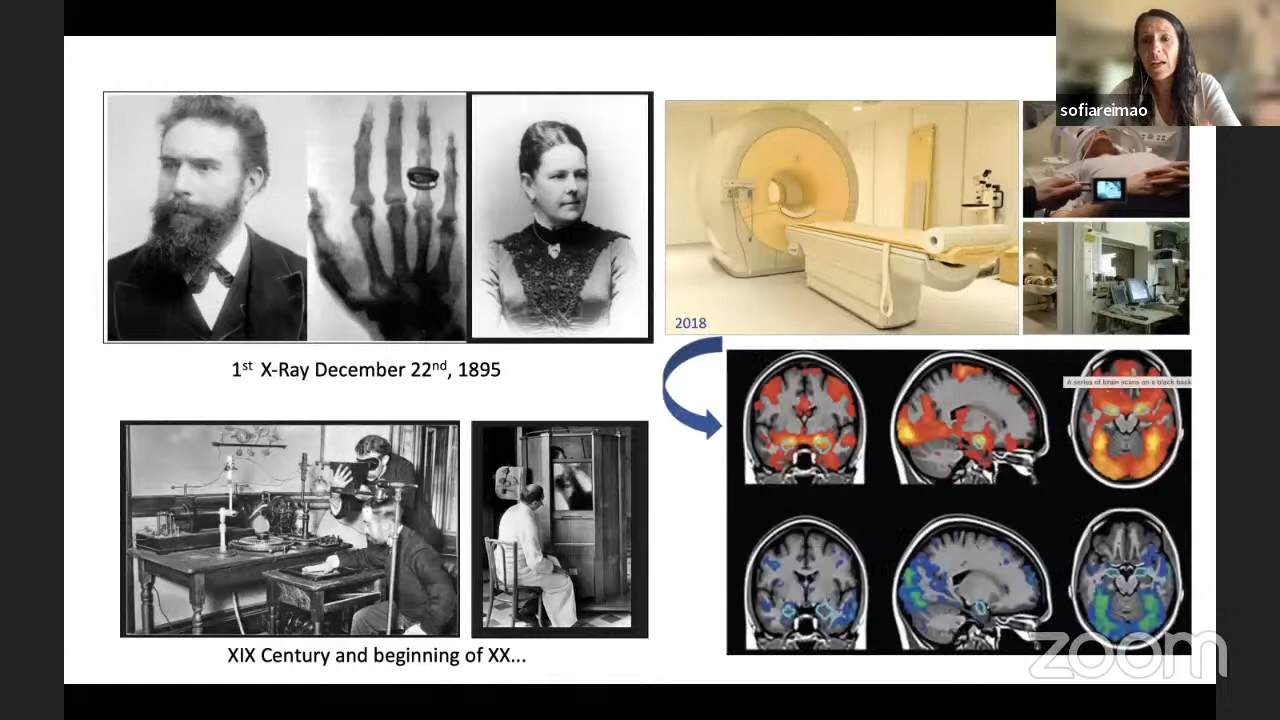 sofiareimao
1st X-Ray December 22nd, 1895
2018
A series of brain scans on a black back
XIX Century and beginning of XX...
zoom